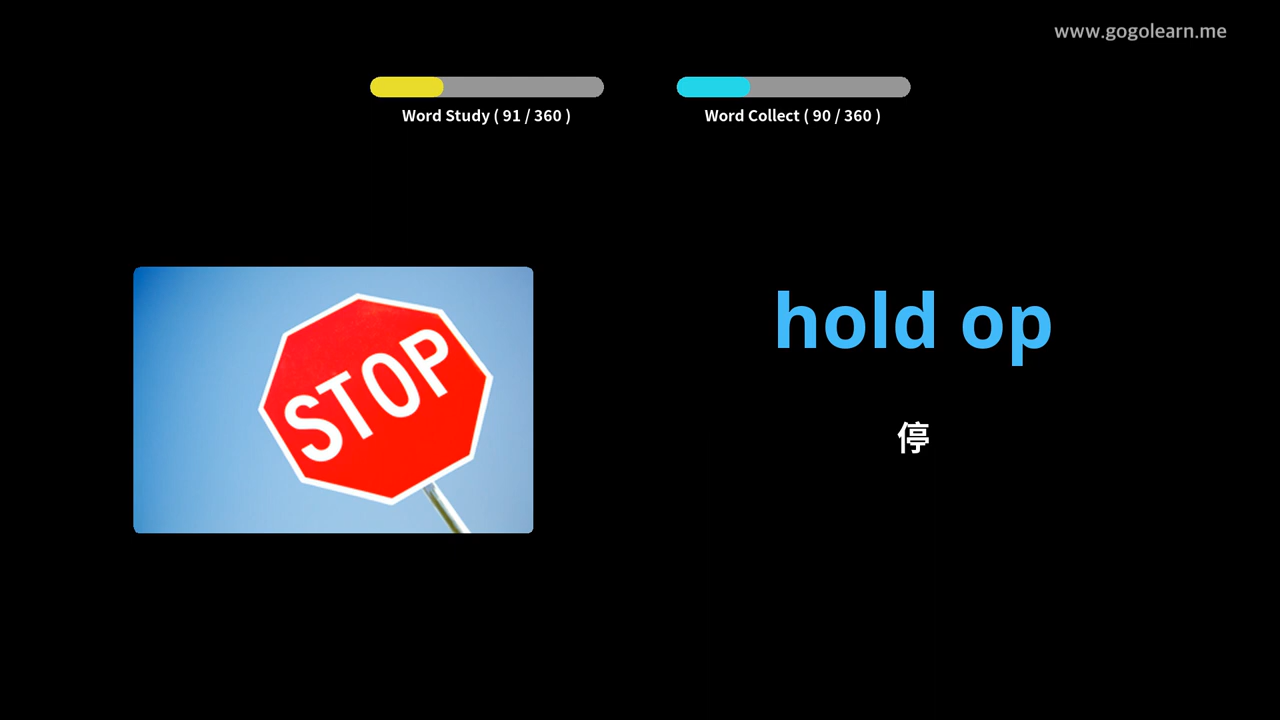 www.gogolearn.me
Word Study ( 91 / 360 )
Word Collect ( 90 / 360 )
STOP
hold op
停